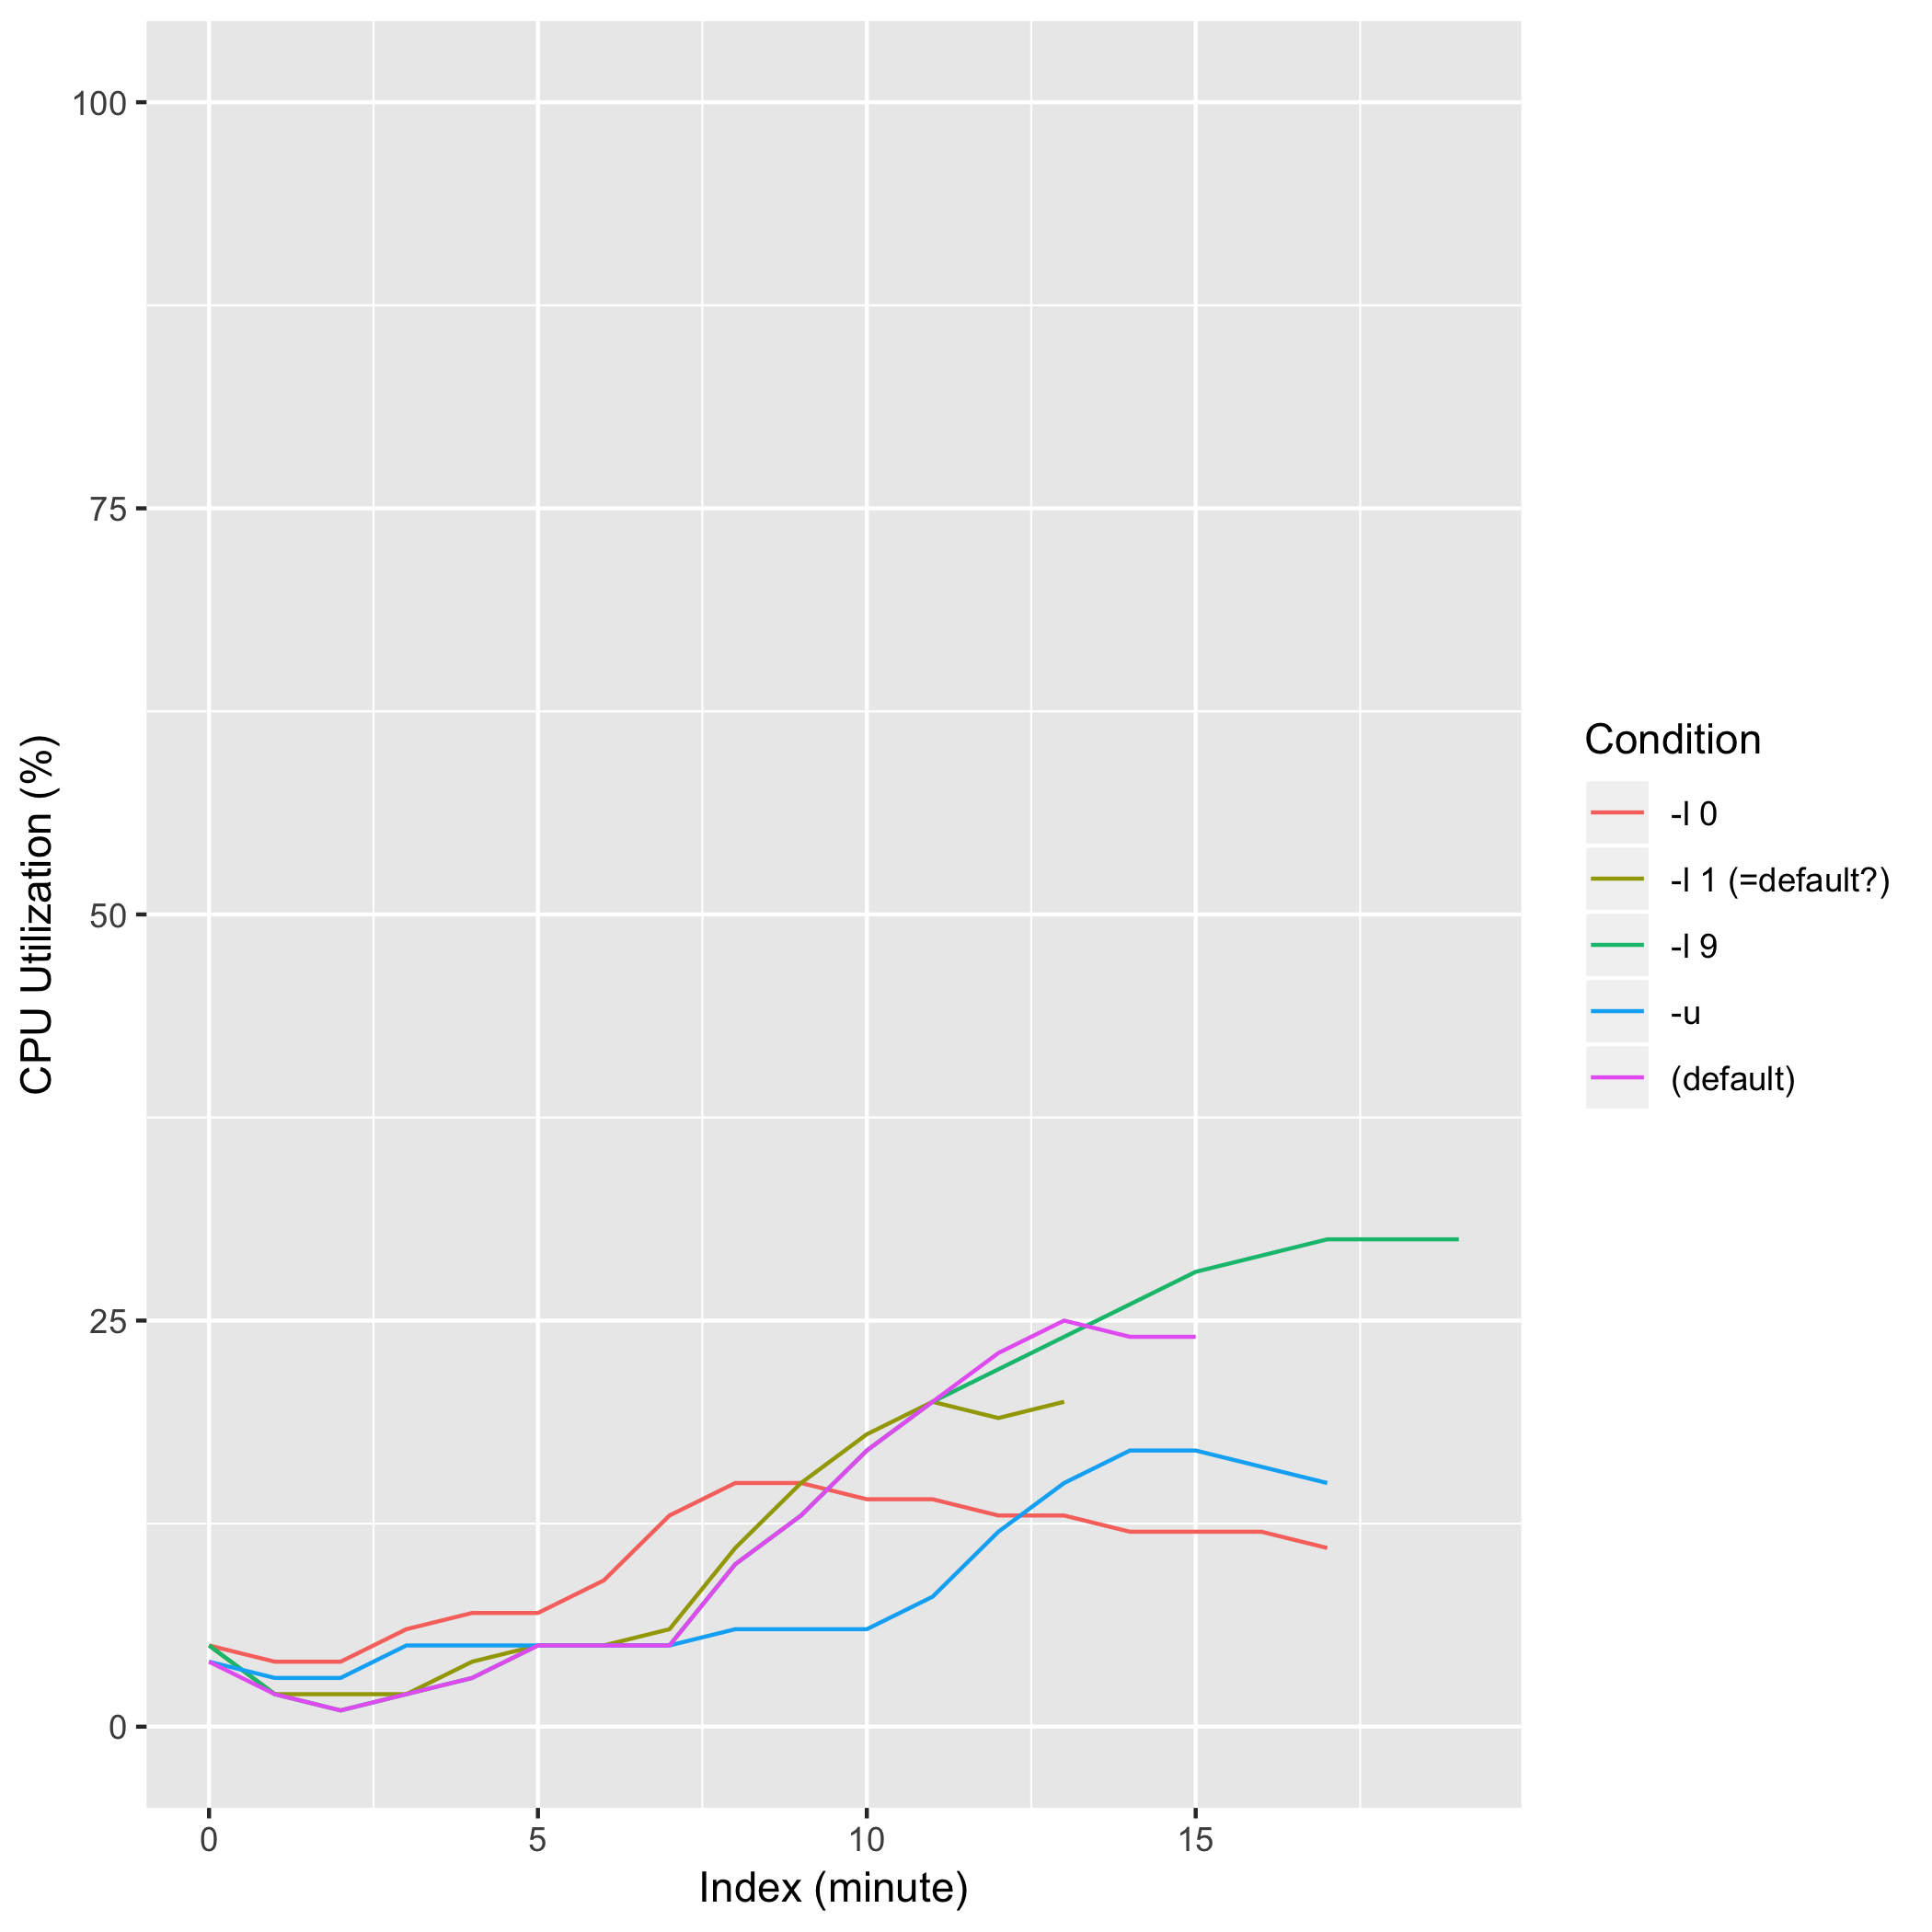 100
75
50
25
0
CPU Utilization (%)
0 5 10 15
Index (minute)
Condition
-l 0
-l 1 (=default?)
-l 9
-u
(default)